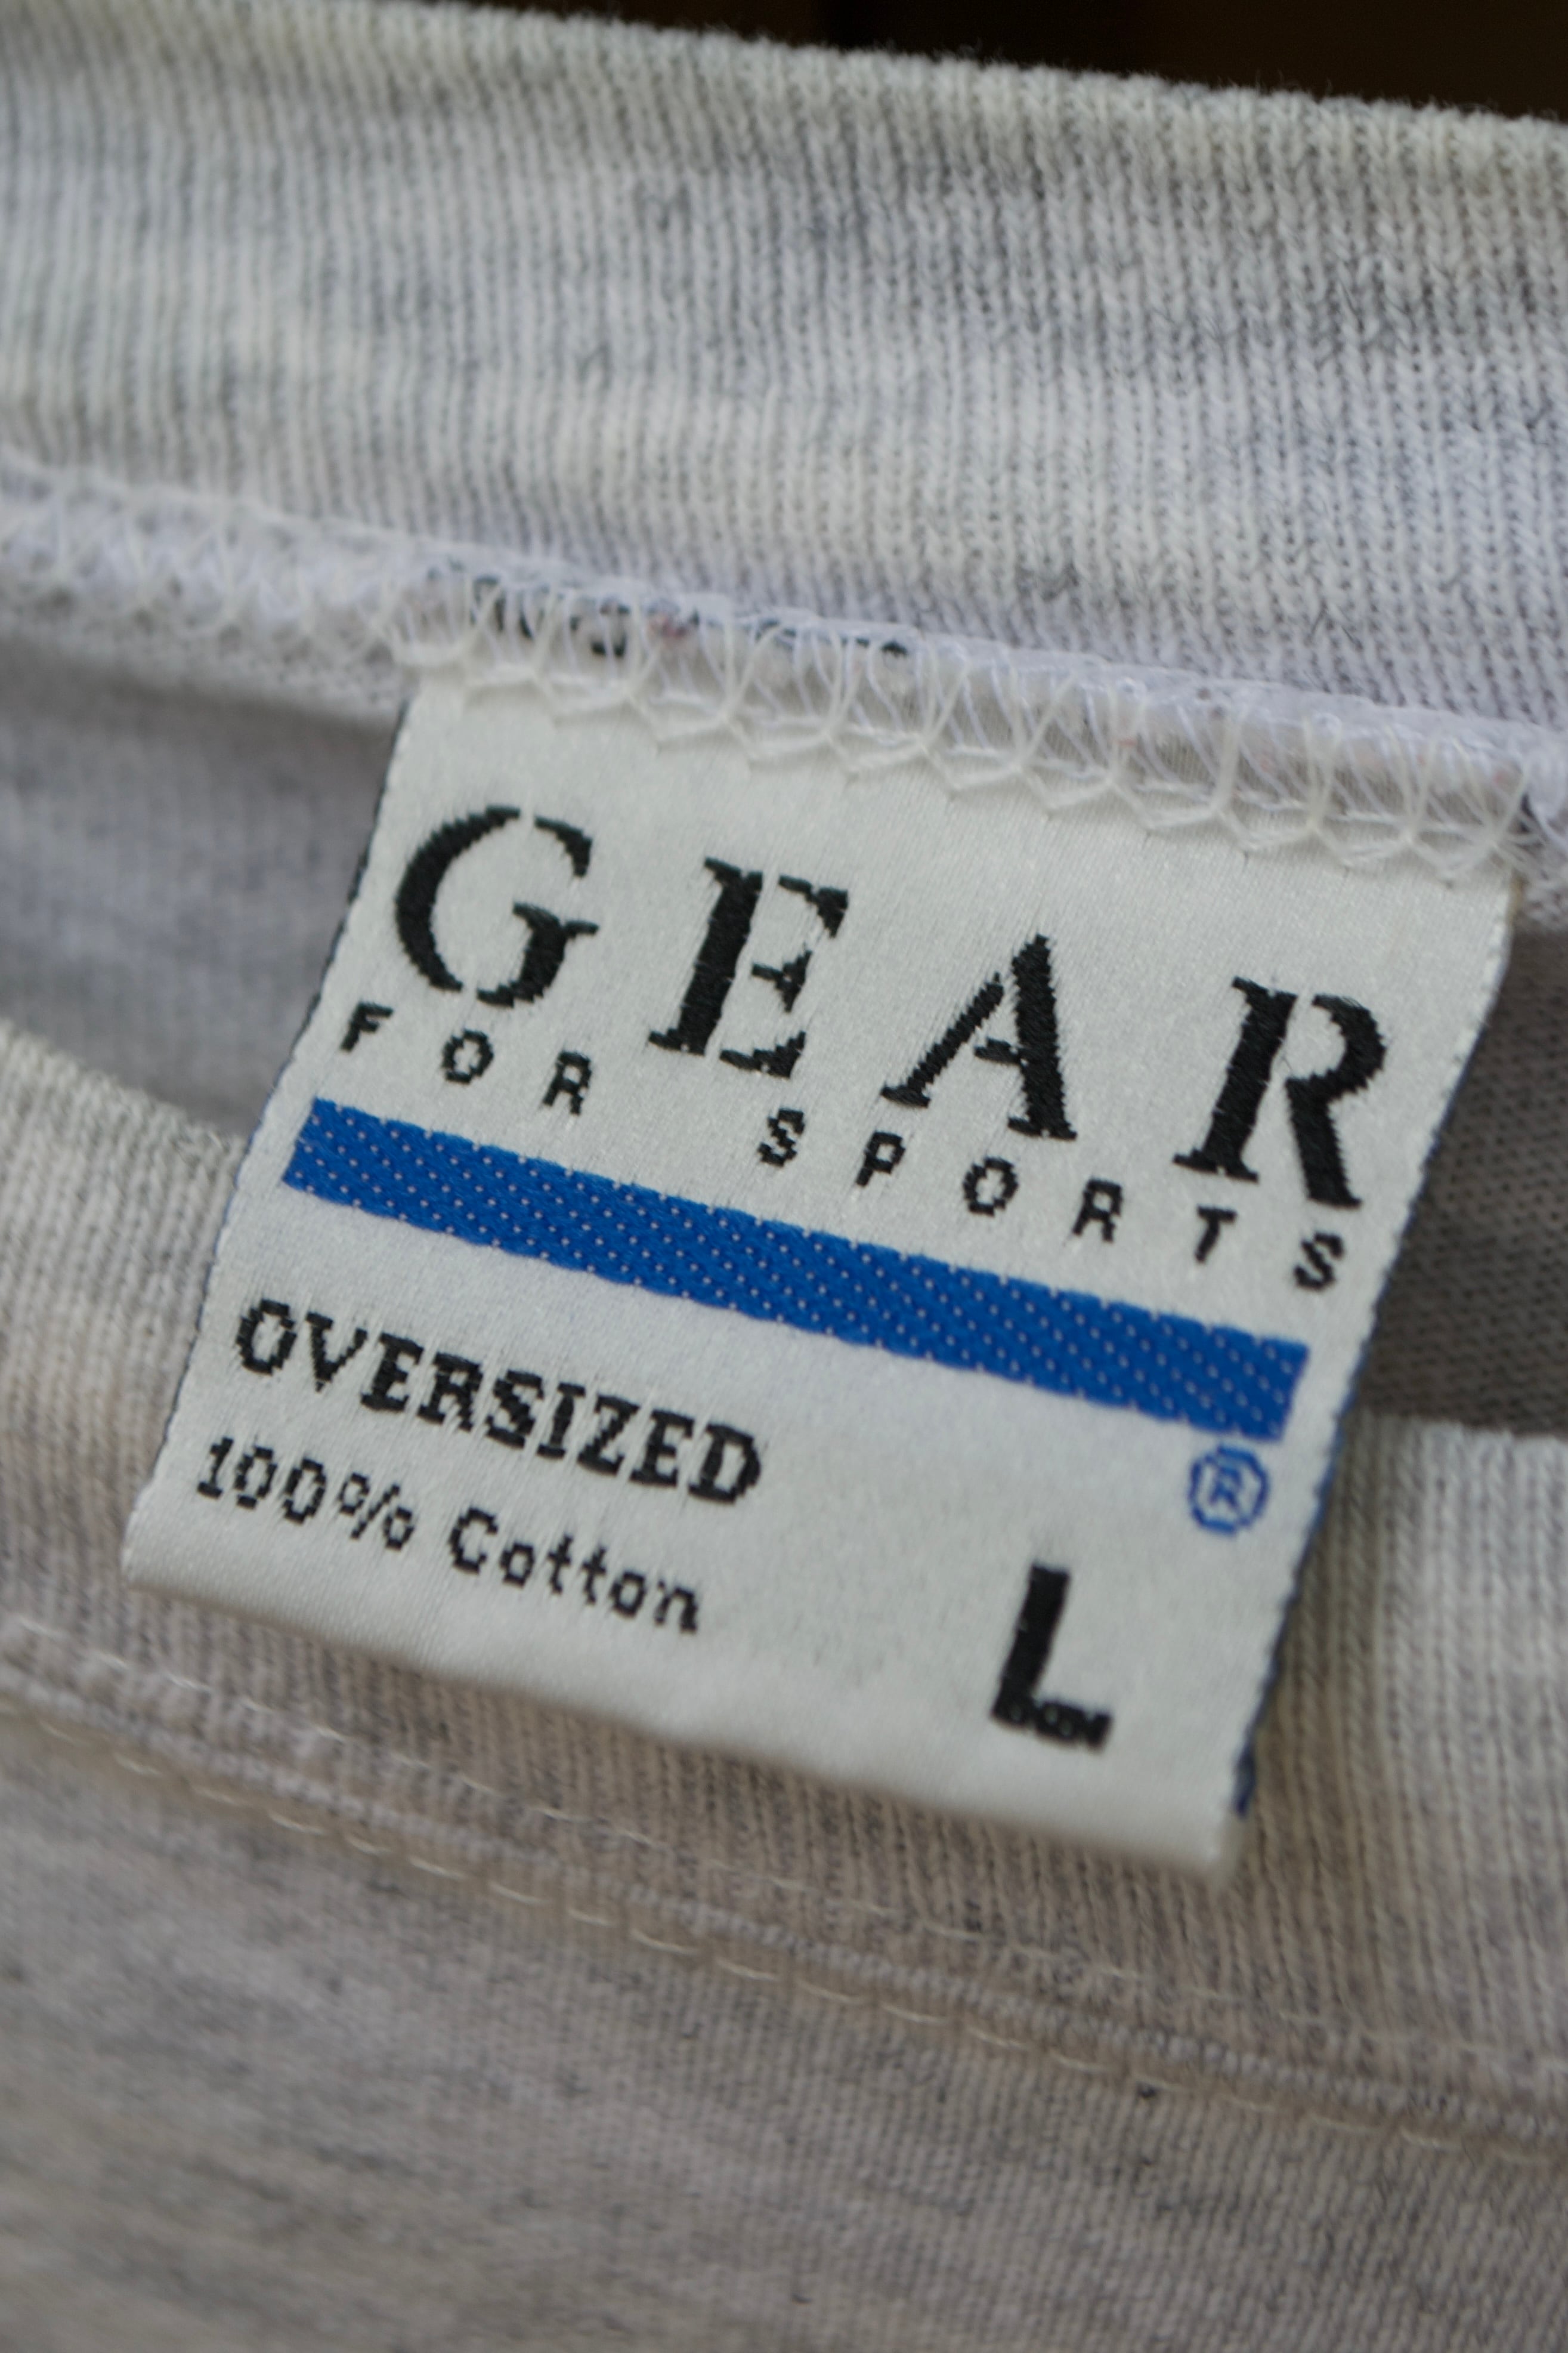 GEAR
FOR SPORTS
®
OVERSIZED
100% Cotton
L